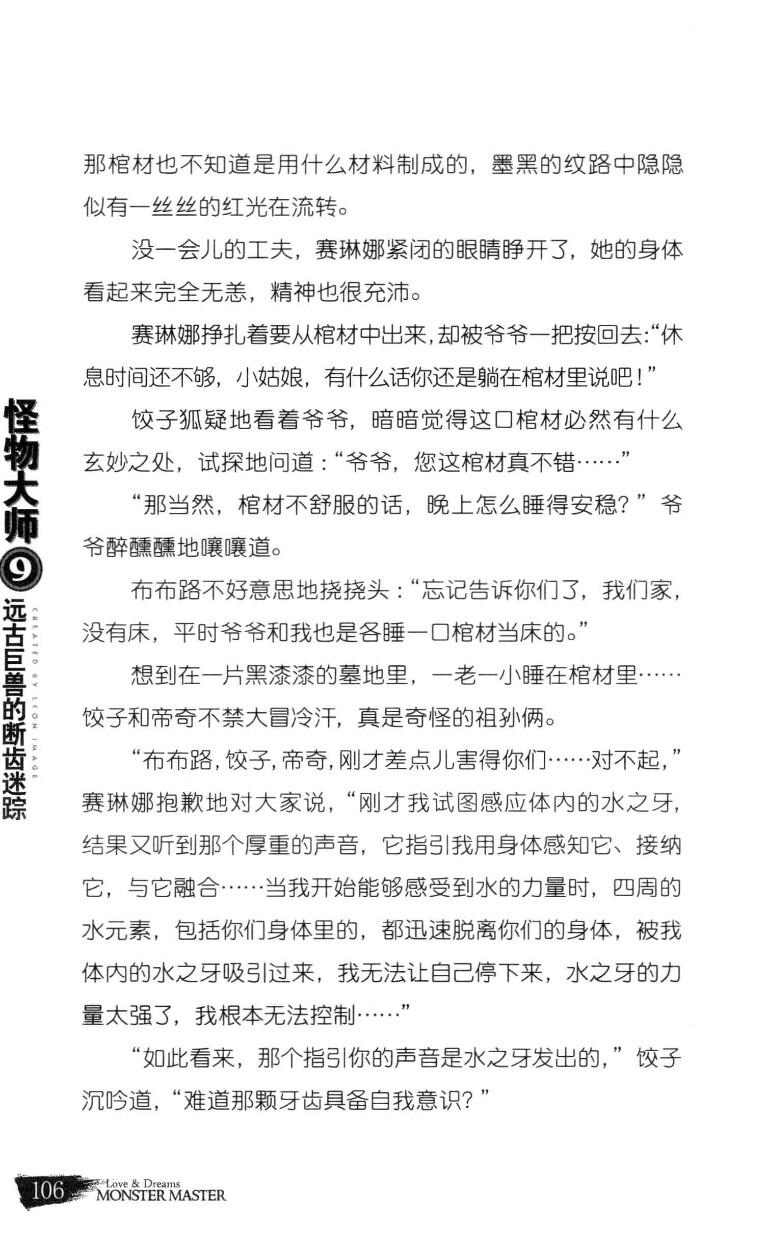 那棺材也不知道是用什么材料制成的，墨黑的纹路中隐隐
似有一丝丝的红光在流转。
没一会儿的工夫，赛琳娜紧闭的眼睛睁开了，她的身体
看起来完全无恙，精神也很充沛。
赛琳娜挣扎着要从棺材中出来，却被爷爷一把按回去：“休
息时间还不够，小姑娘，有什么话你还是躺在棺材里说吧！”
饺子狐疑地看着爷爷，暗暗觉得这口棺材必然有什么
玄妙之处，试探地问道：“爷爷，您这棺材真不错……”
“那当然，棺材不舒服的话，晚上怎么睡得安稳？”爷
爷醉醺醺地嚷嚷道。
布布路不好意思地挠挠头：“忘记告诉你们了，我们家，
没有床，平时爷爷和我也是各睡一口棺材当床的。”
想到在一片黑漆漆的墓地里，一老一小睡在棺材里……
饺子和帝奇不禁大冒冷汗，真是奇怪的祖孙俩。
“布布路，饺子，帝奇，刚才差点儿害得你们……对不起，”
赛琳娜抱歉地对大家说，“刚才我试图感应体内的水之牙，
结果又听到那个厚重的声音，它指引我用身体感知它、接纳
它，与它融合……当我开始能够感受到水的力量时，四周的
水元素，包括你们身体里的，都迅速脱离你们的身体，被我
体内的水之牙吸引过来，我无法让自己停下来，水之牙的力
量太强了，我根本无法控制……”
“如此看来，那个指引你的声音是水之牙发出的，”饺子
沉吟道，“难道那颗牙齿具备自我意识？”
怪物大师⑨
远古巨兽的断齿迷踪
CREATED BY LEON IMAGE
106
Love & Dreams
MONSTER MASTER